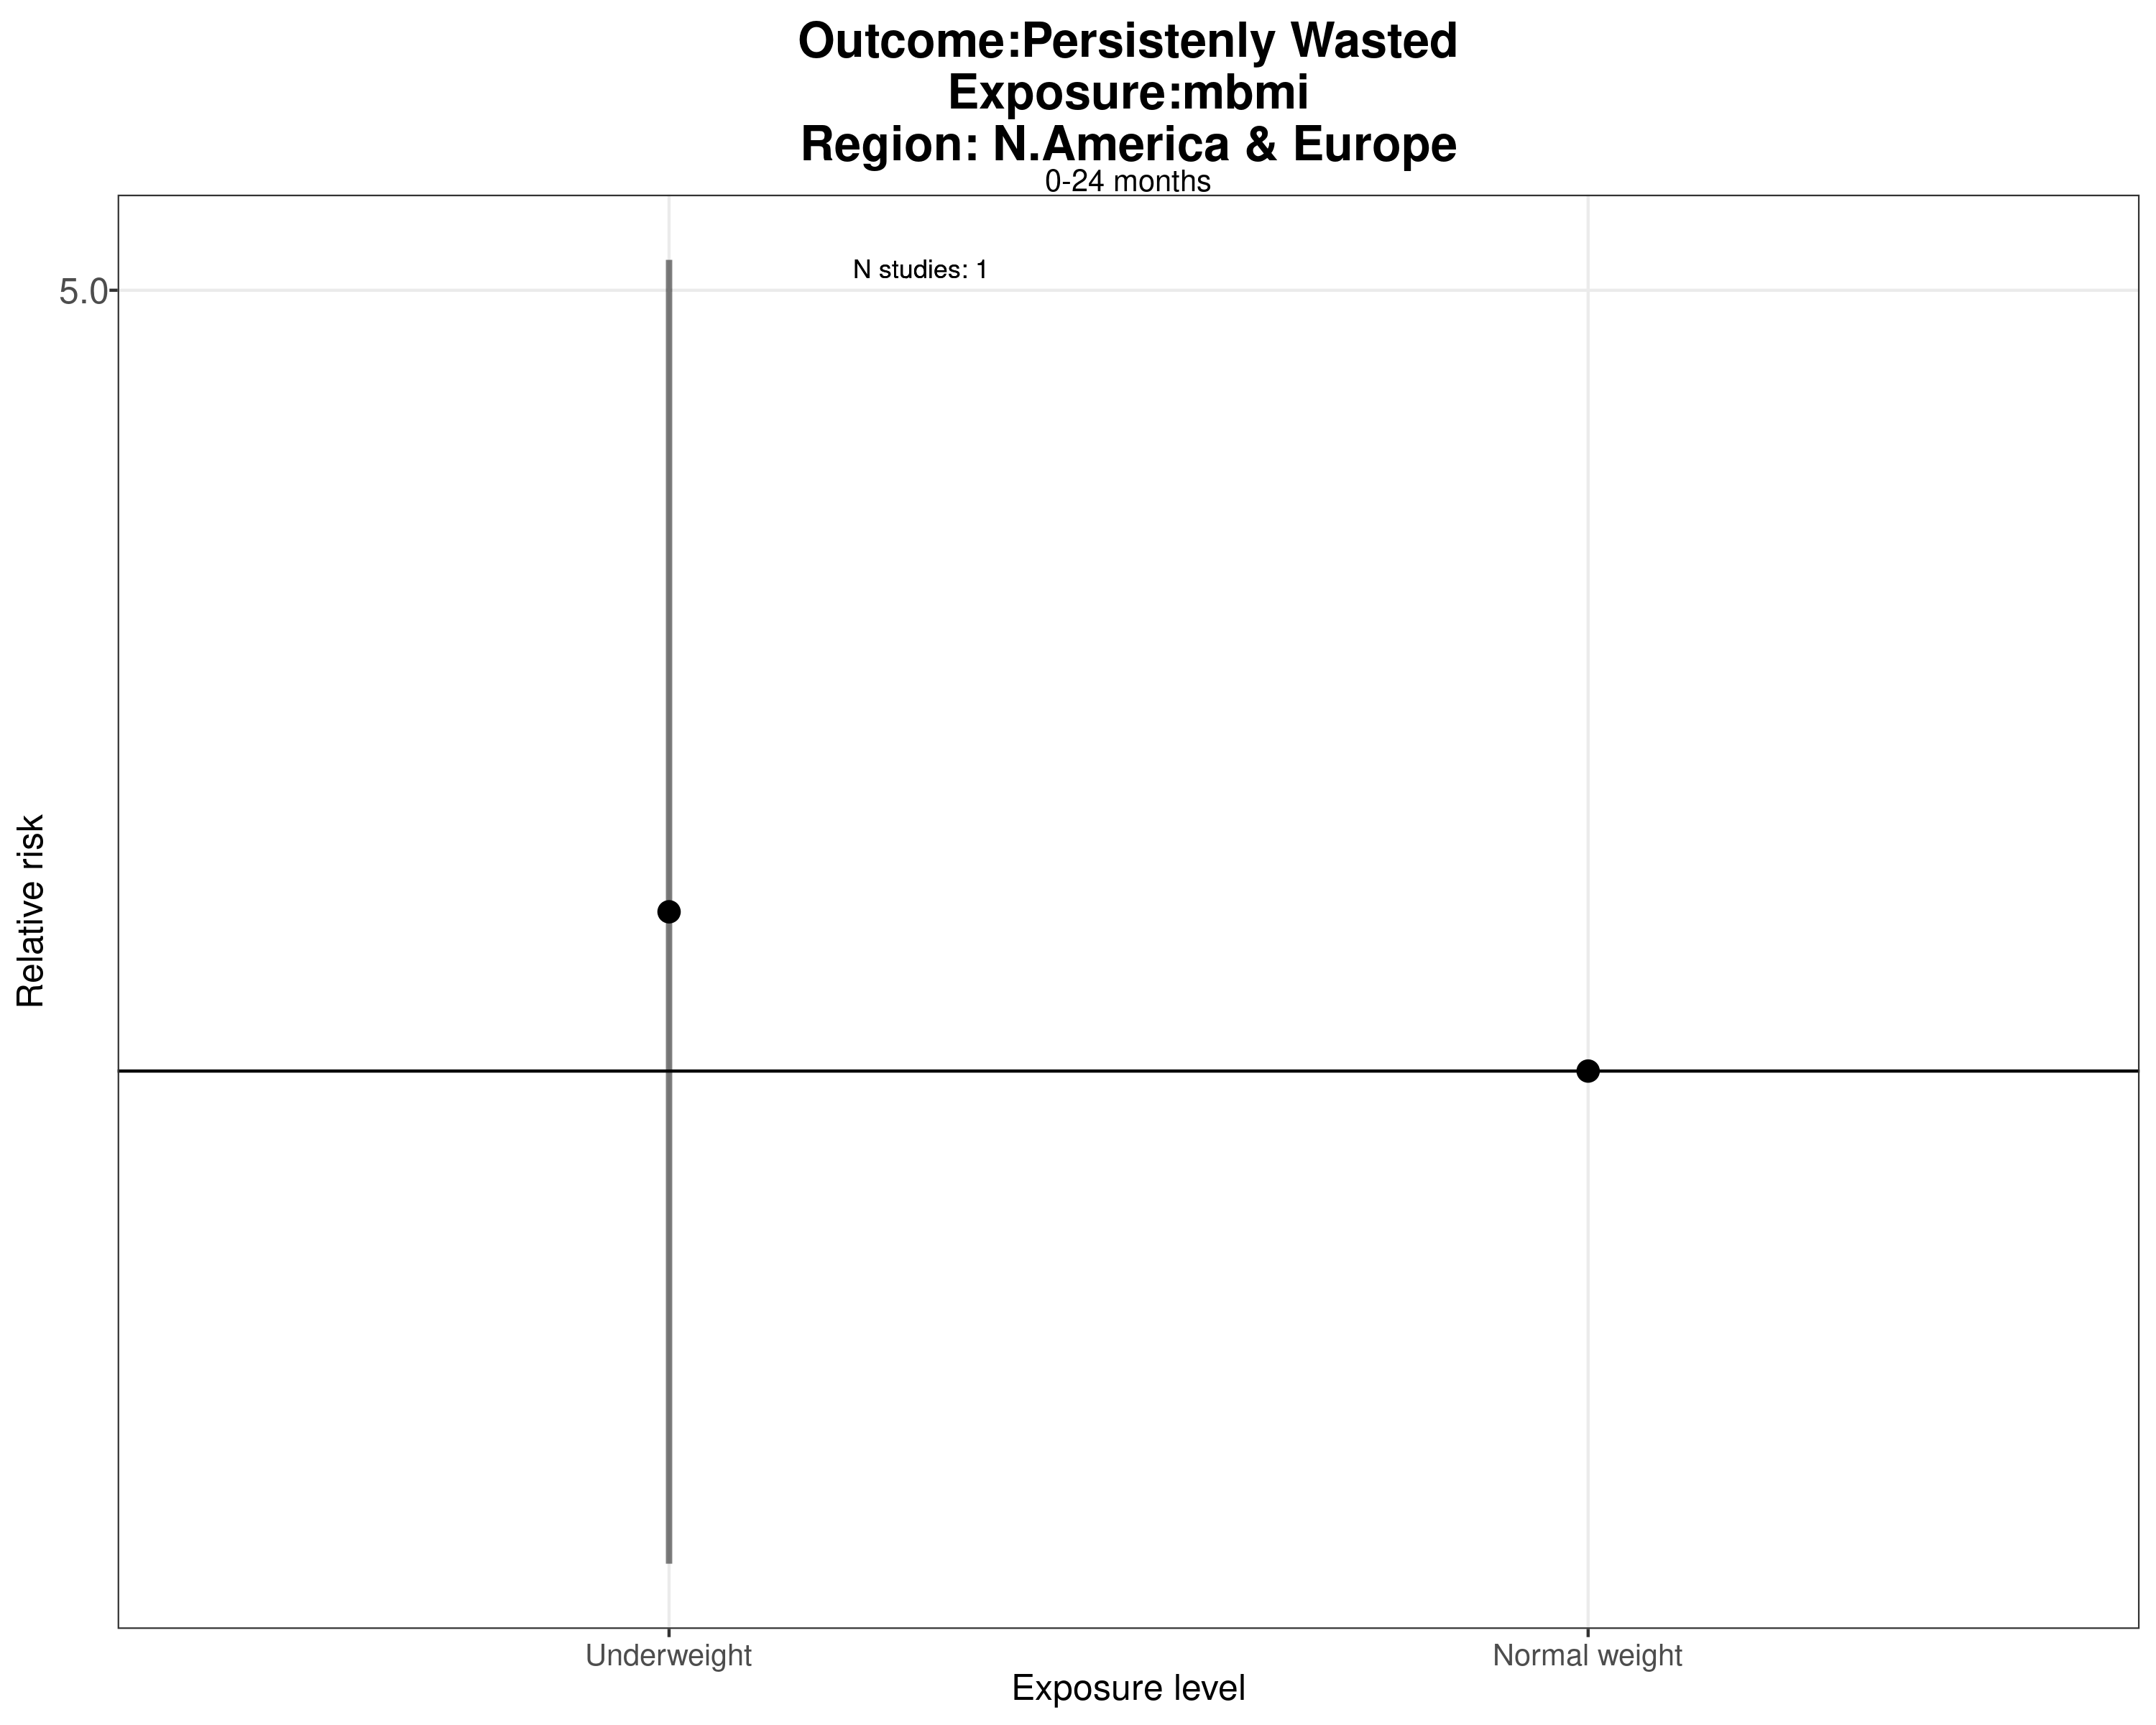 Outcome:Persistenly Wasted
Exposure:mbmi
Region: N.America & Europe
0-24 months
N studies: 1
5.0
Relative risk
Underweight
Normal weight
Exposure level